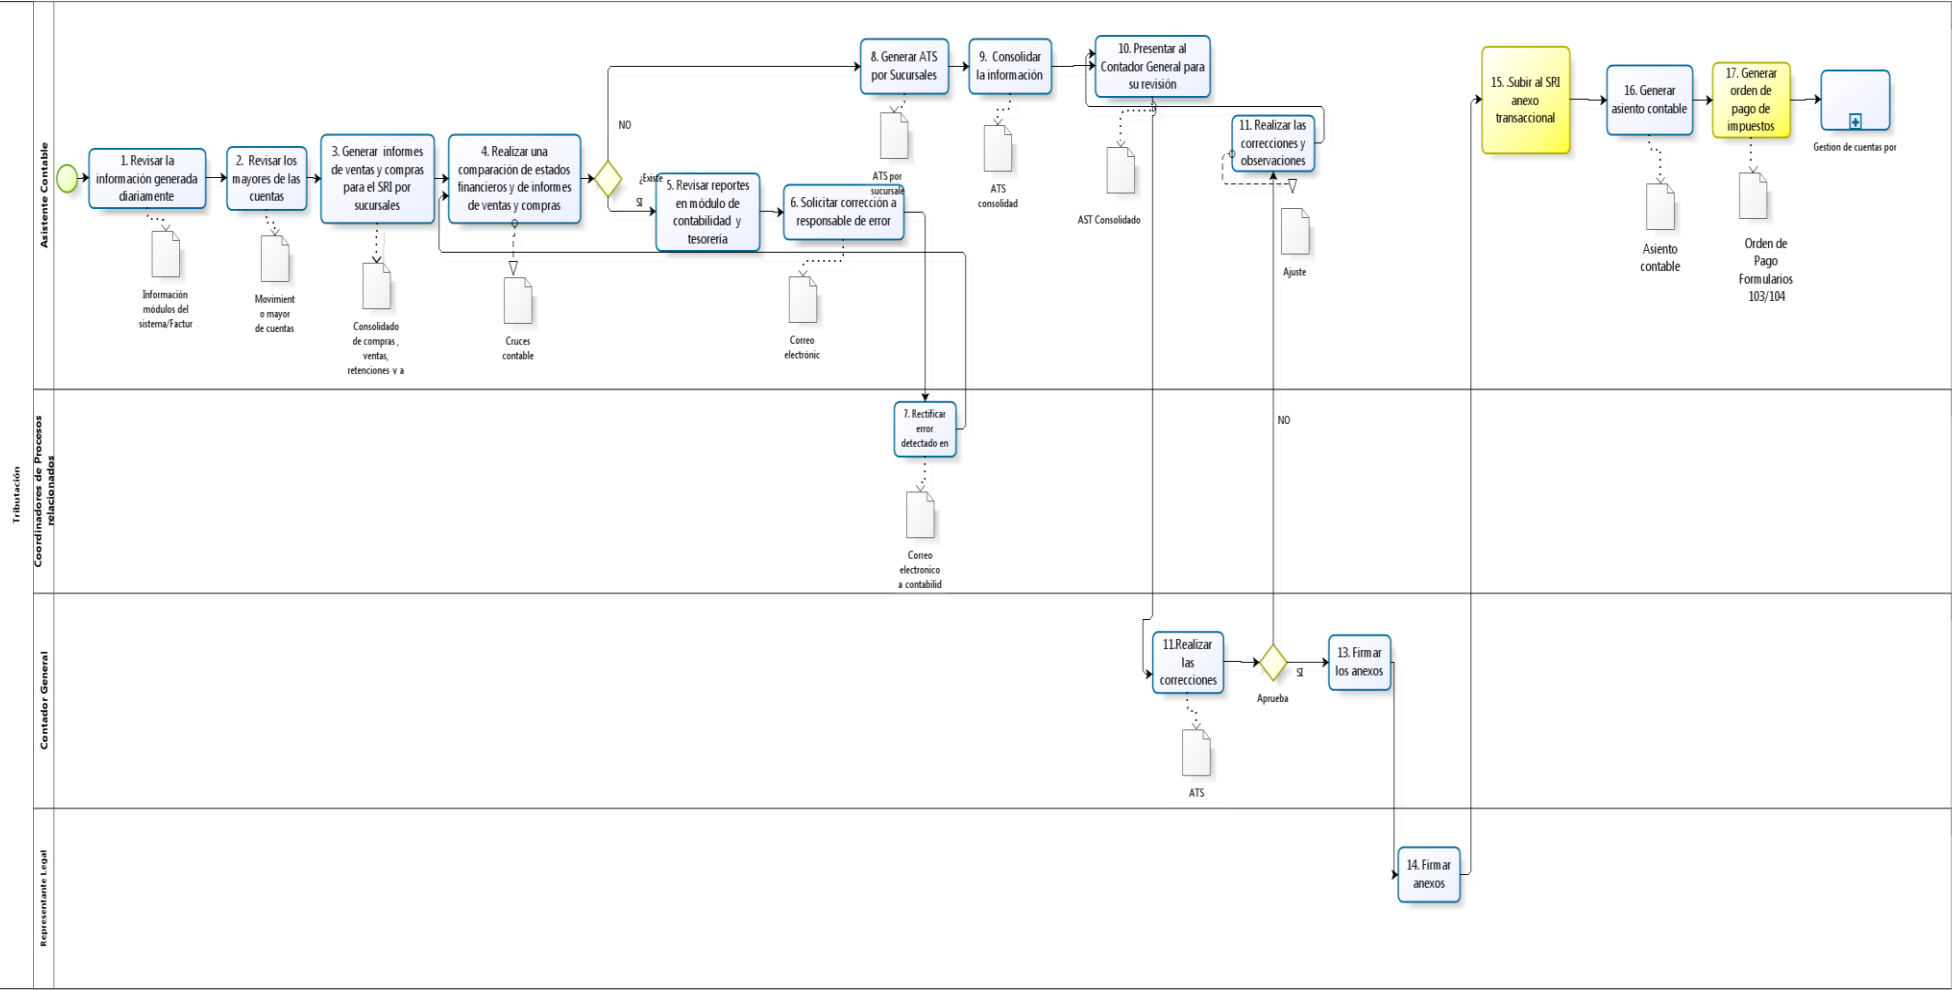 Tributación
Asistente Contable
1. Revisar la
información generada
diariamente
Información
módulos del
sistema/Factur
2. Revisar los
mayores de las
cuentas
Movimient
o mayor
de cuentas
3. Generar informes
de ventas y compras
para el SRI por
sucursales
Consolidado
de compras ,
ventas,
retenciones y a
4. Realizar una
comparación de estados
financieros y de informes
de ventas y compras
Cruces
contable
¿Existe
NO
SI
5. Revisar reportes
en módulo de
contabilidad y
tesorería
6. Solicitar corrección a
responsable de error
Correo
electrónic
8. Generar ATS
por Sucursales
ATS por
sucursale
9. Consolidar
la información
ATS
consolidad
10. Presentar al
Contador General para
su revisión
AST Consolidado
11. Realizar las
correcciones y
observaciones
Ajuste
15. .Subir al SRI
anexo
transaccional
16. Generar
asiento contable
Asiento
contable
17. Generar
orden de
pago de
impuestos
Orden de
Pago
Formularios
103/104
Gestion de cuentas por
Coordinadores de Procesos
relacionados
7. Rectificar
error
detectado en
Correo
electronico
a contabilid
NO
Contador General
11.Realizar
las
correcciones
ATS
Aprueba
SI
13. Firmar
los anexos
Representante Legal
14. Firmar
anexos